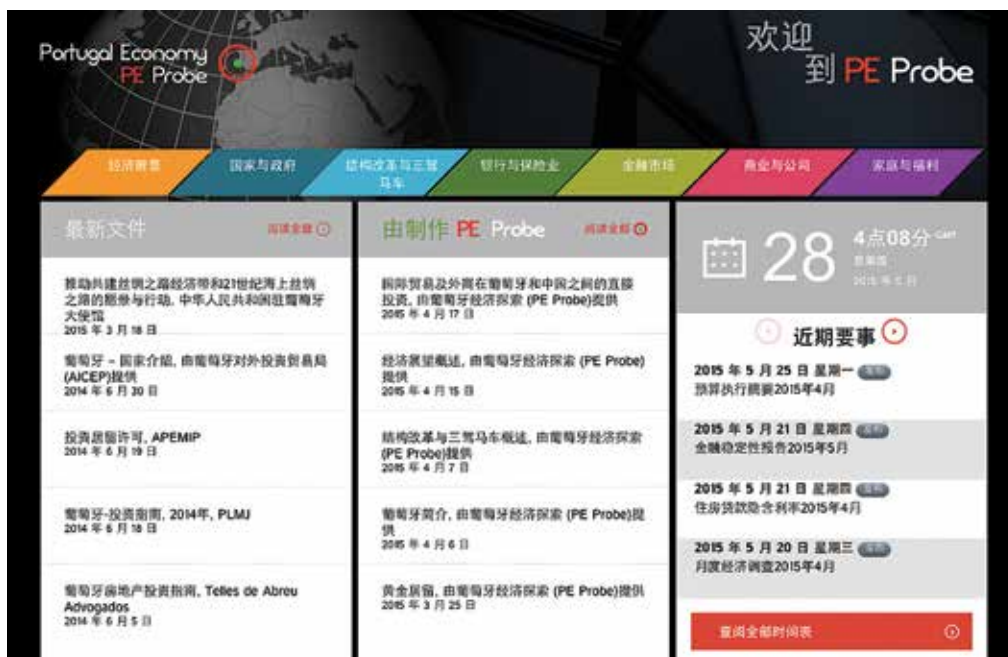 Portugal Economy
PE Probe
欢迎
到 PE Probe
经济前景
国家与政府
结构改革与三驾
马车
银行与保险业
金融市场
商业与公司
家庭与福利
最新文件
阅读全部
推动共建丝绸之路经济带和21世纪海上丝绸
之路的愿景与行动, 中华人民共和国驻葡萄牙
大使馆
2015 年 3 月 18 日
葡萄牙 – 国家介绍, 由葡萄牙对外投资贸易局
(AICEP)提供
2014 年 6 月 20 日
投资居留许可, APEMIP
2014 年 6 月 19 日
葡萄牙-投资指南, 2014年, PLMJ
2014 年 6 月 18 日
葡萄牙房地产投资指南, Telles de Abreu
Advogados
2014 年 6 月 5 日
由制作 PE Probe
阅读全部
国际贸易及外商在葡萄牙和中国之间的直接
投资, 由葡萄牙经济探索 (PE Probe)提供
2015 年 4 月 17 日
经济展望概述, 由葡萄牙经济探索 (PE Probe)
提供
2015 年 4 月 15 日
结构改革与三驾马车概述, 由葡萄牙经济探索
(PE Probe)提供
2015 年 4 月 7 日
葡萄牙简介, 由葡萄牙经济探索 (PE Probe)提
供
2015 年 4 月 6 日
黄金居留, 由葡萄牙经济探索 (PE Probe)提供
2015 年 3 月 25 日
28
4点08分 GMT
星期四
2015 年 5 月
近期要事
2015 年 5 月 25 日 星期一
预算执行摘要2015年4月
2015 年 5 月 21 日 星期四
金融稳定性报告2015年5月
2015 年 5 月 21 日 星期四
住房贷款隐含利率2015年4月
2015 年 5 月 20 日 星期三
月度经济调查2015年4月
查阅全部时间表